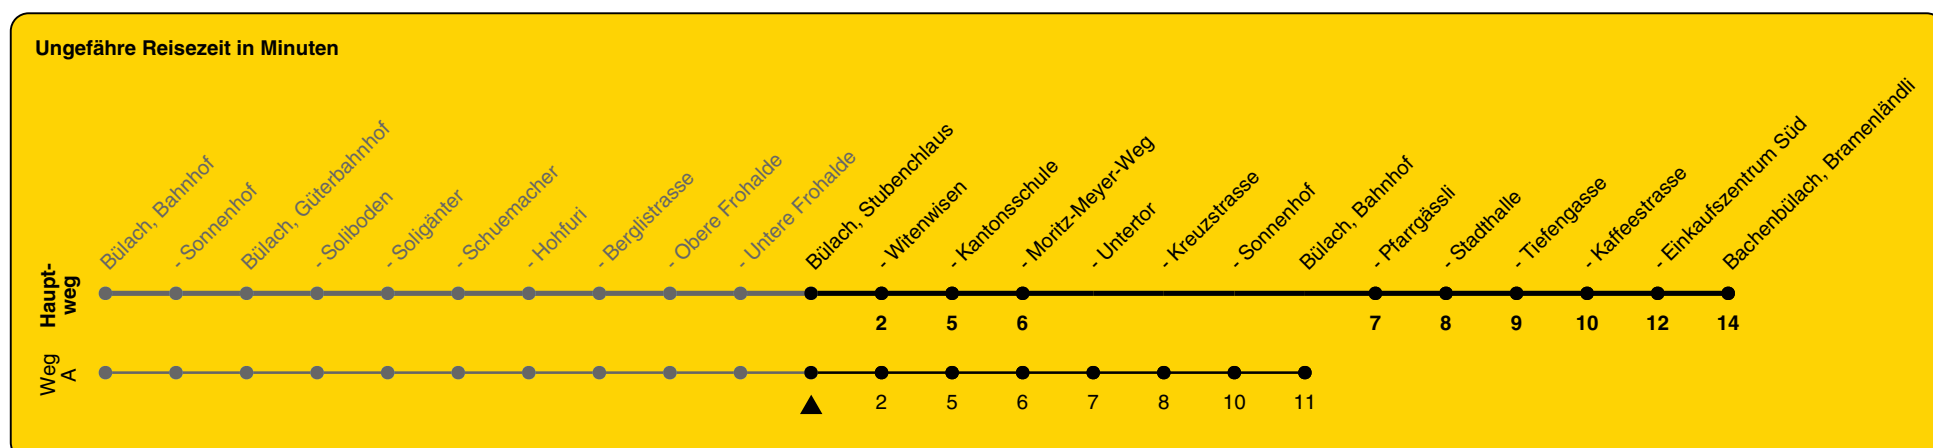 Ungefähre Reisezeit in Minuten
Bülach, Bahnhof
- Sonnenhof
Bülach, Güterbahnhof
- Soliboden
- Soligänter
- Schuemacher
- Hohfuri
- Berglistrasse
- Obere Frohalde
- Untere Frohalde
Bülach, Stubenchlaus
- Witenwisen
- Kantonsschule
- Moritz-Meyer-Weg
- Untertor
- Kreuzstrasse
- Sonnenhof
Bülach, Bahnhof
- Pfarrgässli
- Stadthalle
- Tiefengasse
- Kaffeestrasse
- Einkaufszentrum Süd
Bachenbülach, Bramenländli
Haupt-
weg
2 5 6 7 8 9 10 12 14
Weg
A
2 5 6 7 8 10 11